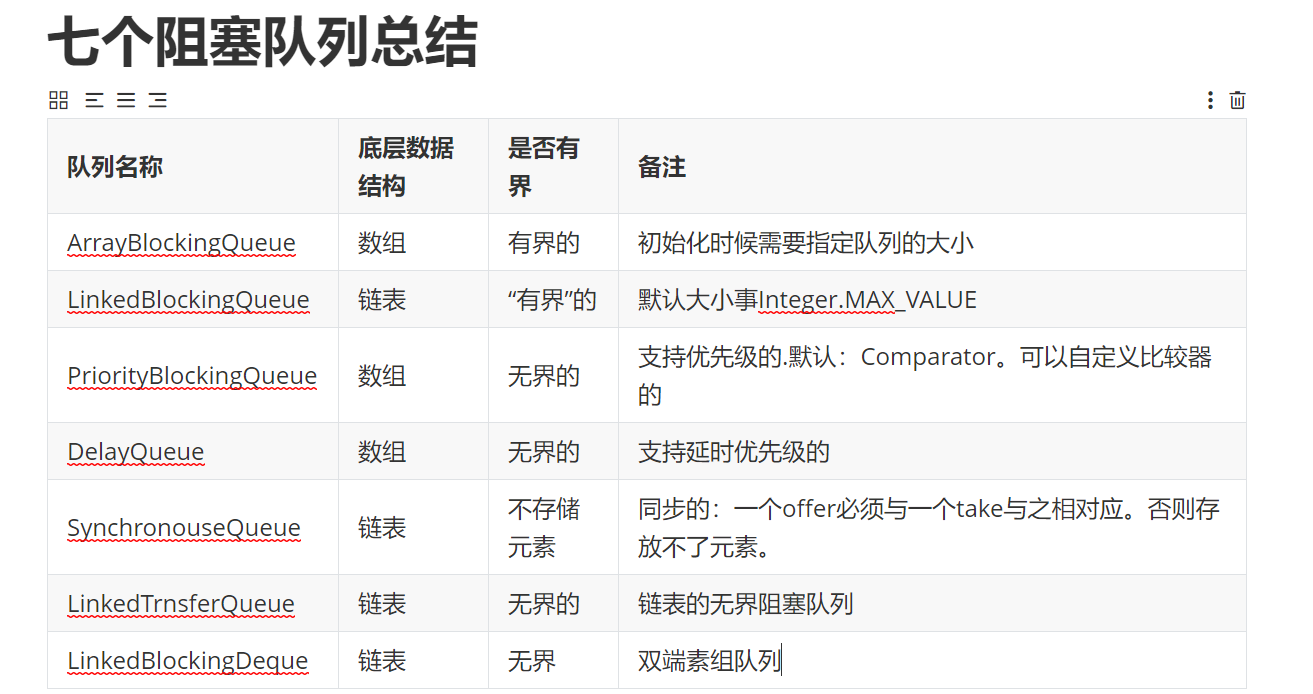 七个阻塞队列总结
队列名称
底层数据
结构
是否有
界
备注
ArrayBlockingQueue
数组
有界的
初始化时候需要指定队列的大小
LinkedBlockingQueue
链表
“有界”的
默认大小事Integer.MAX_VALUE
PriorityBlockingQueue
数组
无界的
支持优先级的.默认：Comparator。可以自定义比较器
的
DelayQueue
数组
无界的
支持延时优先级的
SynchronouseQueue
链表
不存储
元素
同步的：一个offer必须与一个take与之相对应。否则存
放不了元素。
LinkedTrnsferQueue
链表
无界的
链表的无界阻塞队列
LinkedBlockingDeque
链表
无界
双端素组队列